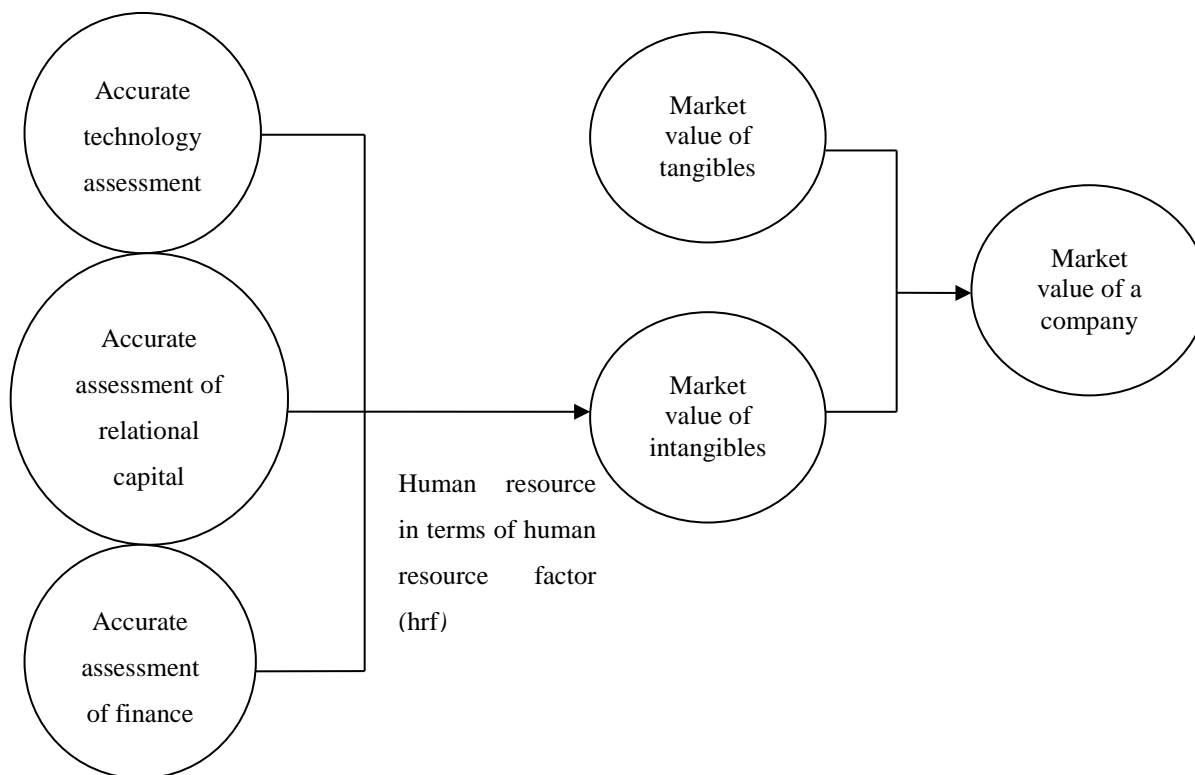 Accurate
technology
assessment
Accurate
assessment of
relational
capital
Accurate
assessment
of finance
Human resource
in terms of human
resource factor
(hrf)
Market
value of
tangibles
Market
value of
intangibles
Market
value of a
company